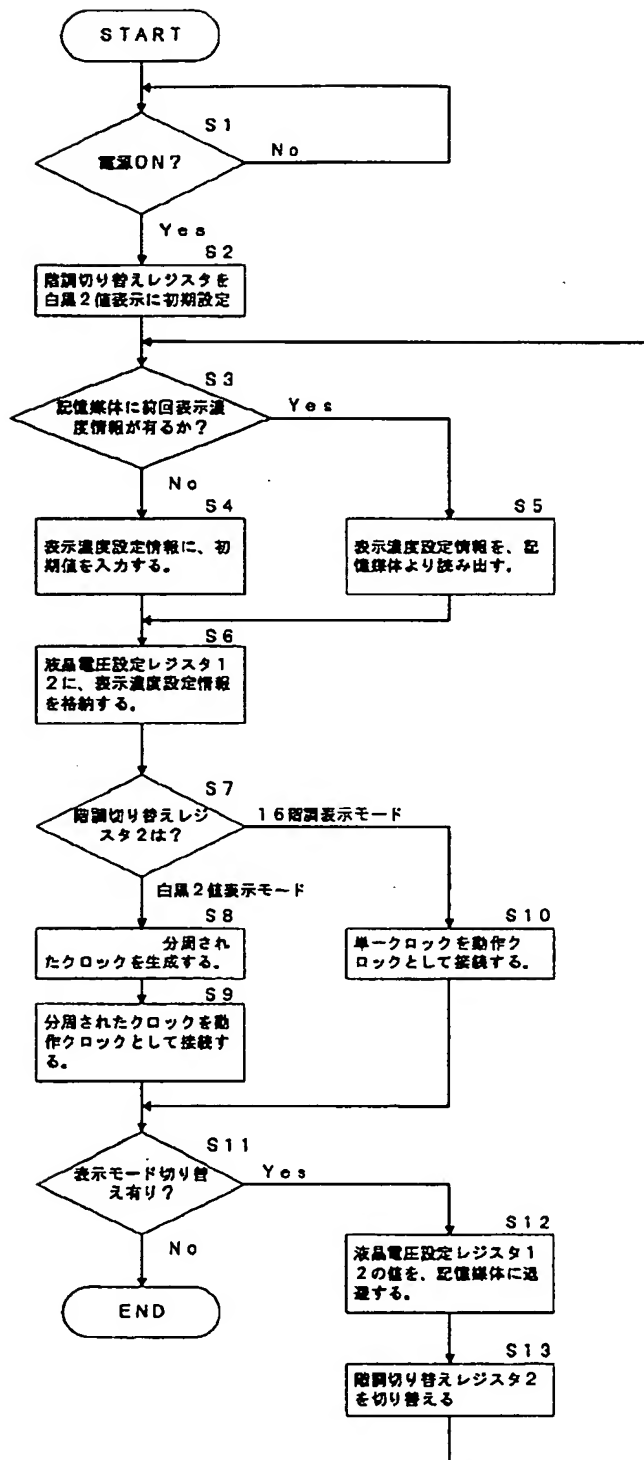 START
S1
電源ON?
No
Yes
S2
階調切り替えレジスタを
白黒2値表示に初期設定
S3
記憶媒体に前回表示濃
度情報が有るか?
Yes
No
S4
表示濃度設定情報に、初
期値を入力する。
S5
表示濃度設定情報を、記
憶媒体より読み出す。
S6
液晶電圧設定レジスタ1
2に、表示濃度設定情報
を格納する。
S7
階調切り替えレジ
スタ2は?
16階調表示モード
白黒2値表示モード
S8
分周され
たクロックを生成する。
S9
分周されたクロックを動
作クロックとして接続す
る。
S10
単一クロックを動作ク
ロックとして接続する。
S11
表示モード切り替
え有り?
Yes
No
END
S12
液晶電圧設定レジスタ1
2の値を、記憶媒体に退
避する。
S13
階調切り替えレジスタ2
を切り替える